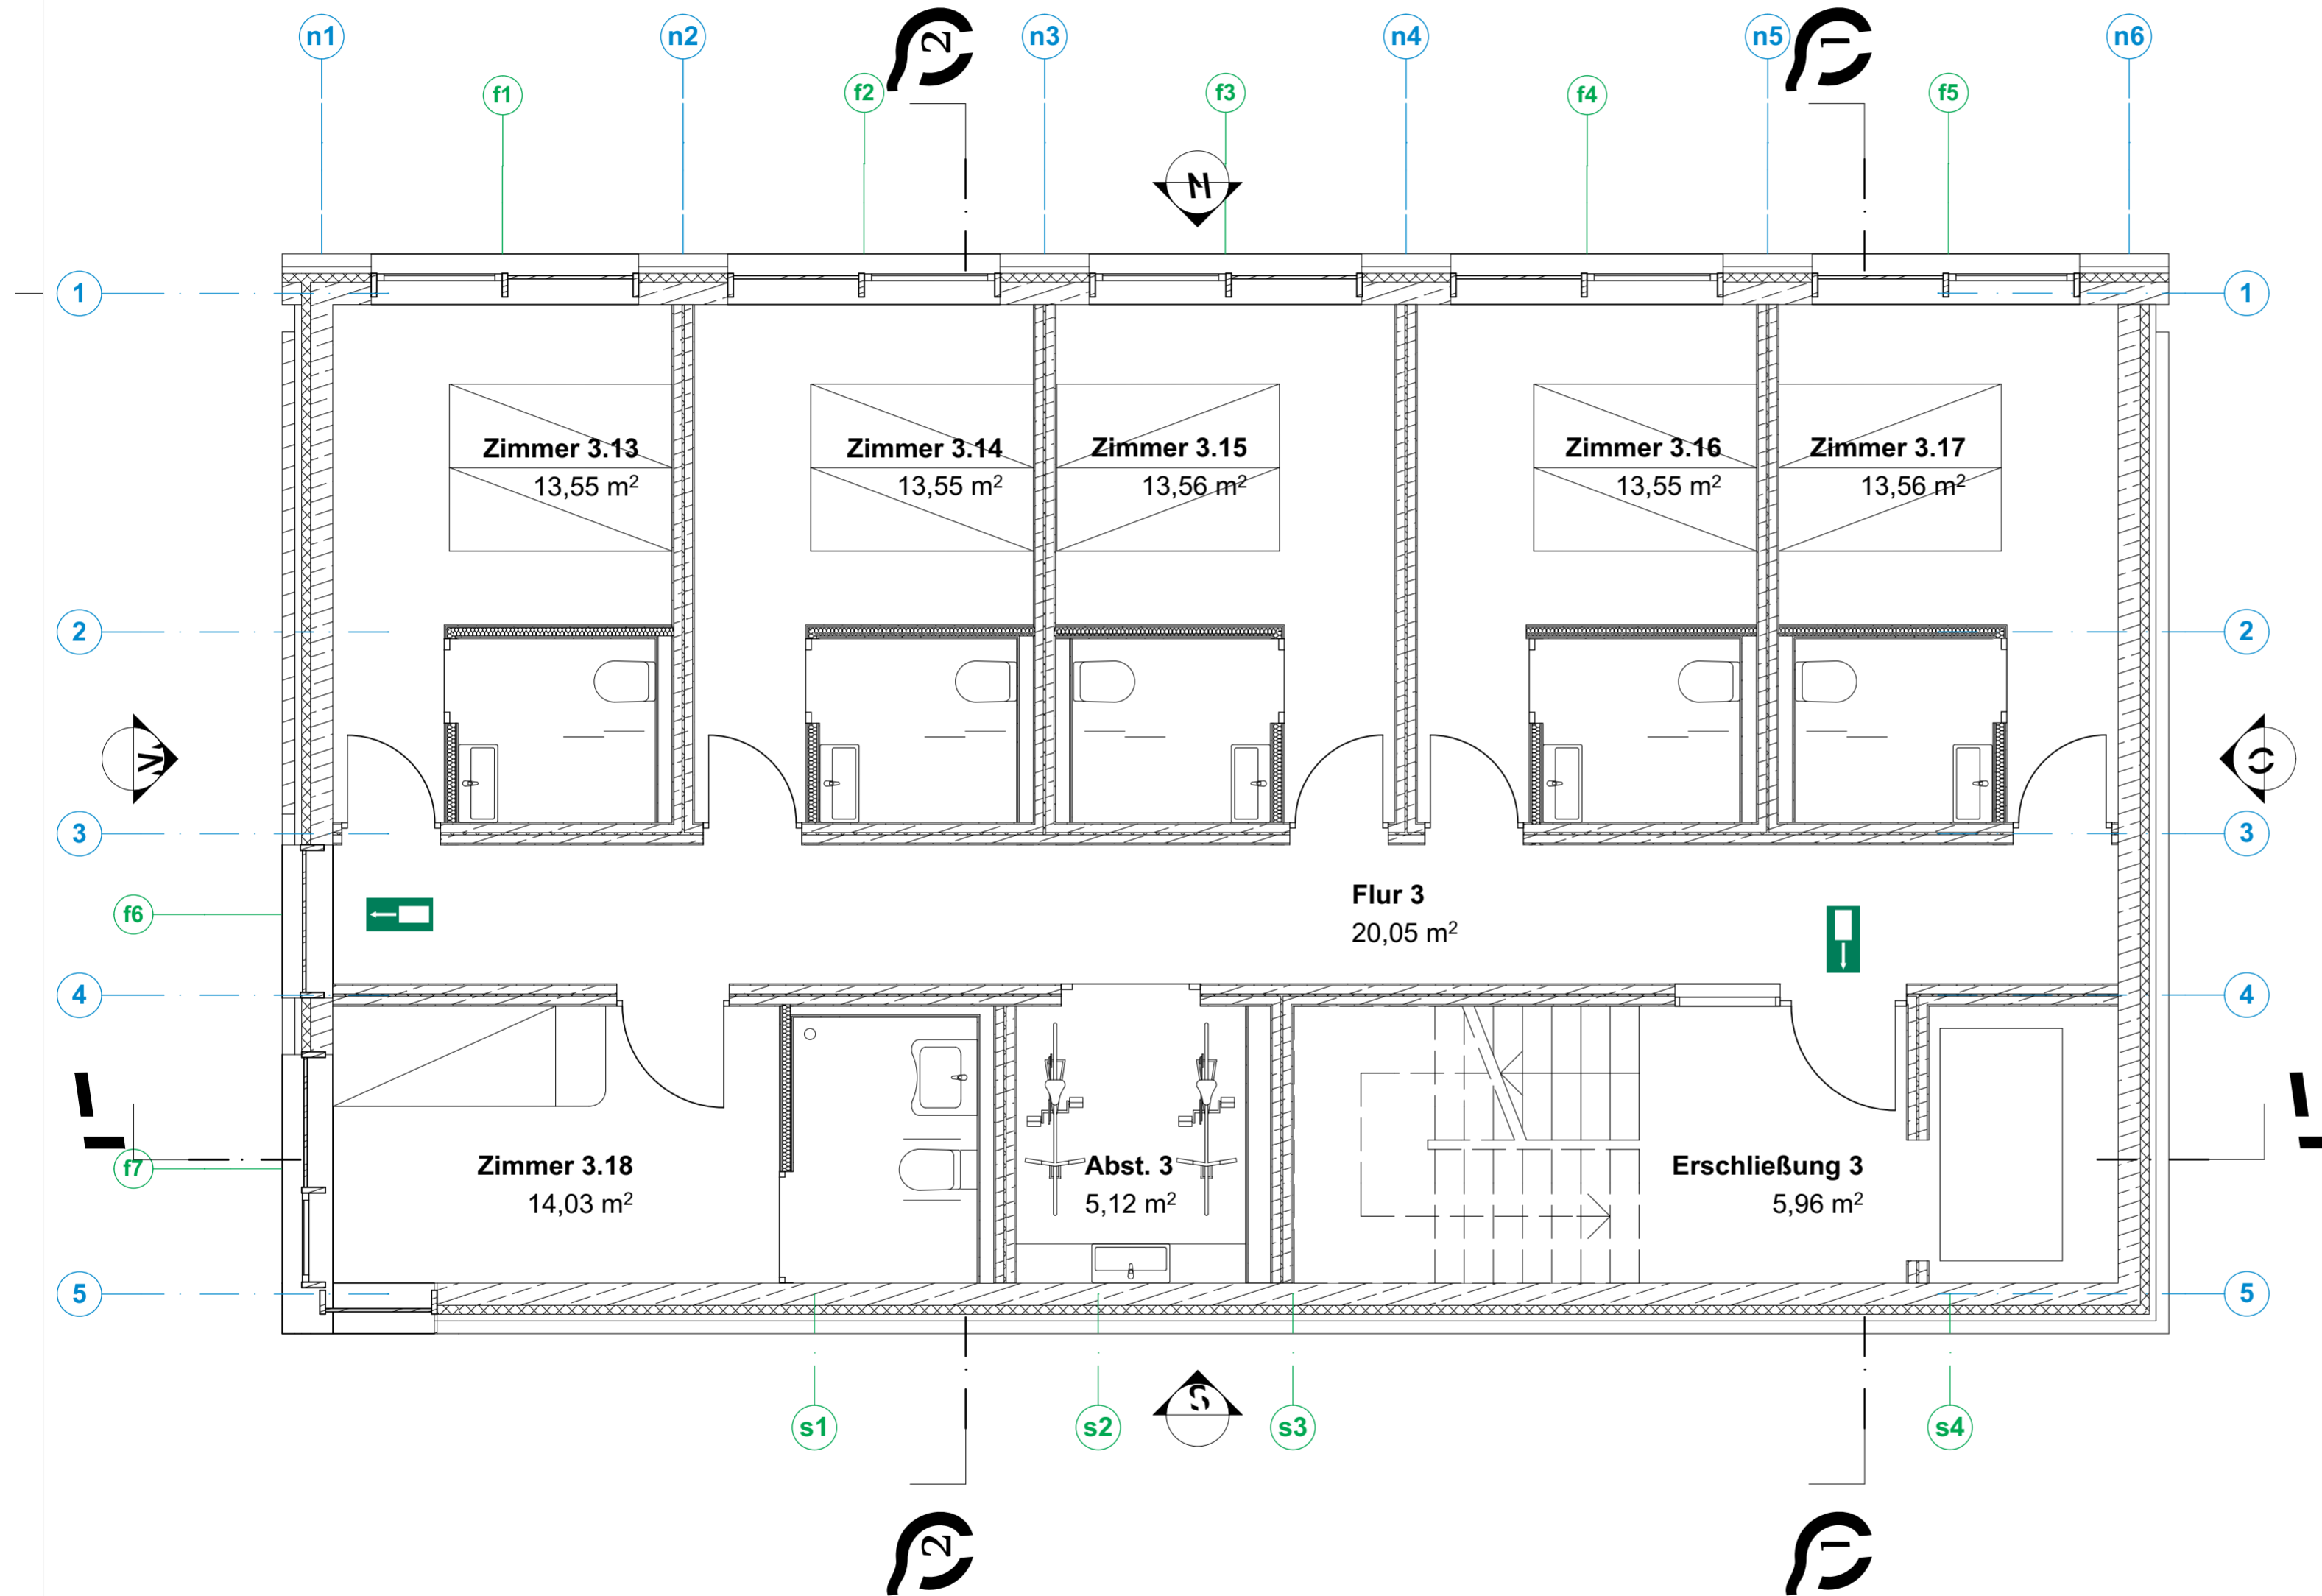 n1 n2 2 n3 n4 n5 1 n6
f1 f2 f3 f4 f5
N
1 1
Zimmer 3.13
13,55 m²
Zimmer 3.14
13,55 m²
Zimmer 3.15
13,56 m²
Zimmer 3.16
13,55 m²
Zimmer 3.17
13,56 m²
2 2
W
3 3
Flur 3
20,05 m²
f6
4 4
Zimmer 3.18
14,03 m²
Abst. 3
5,12 m²
Erschließung 3
5,96 m²
f7
5 5
S
s1 s2 s3 s4
2 1